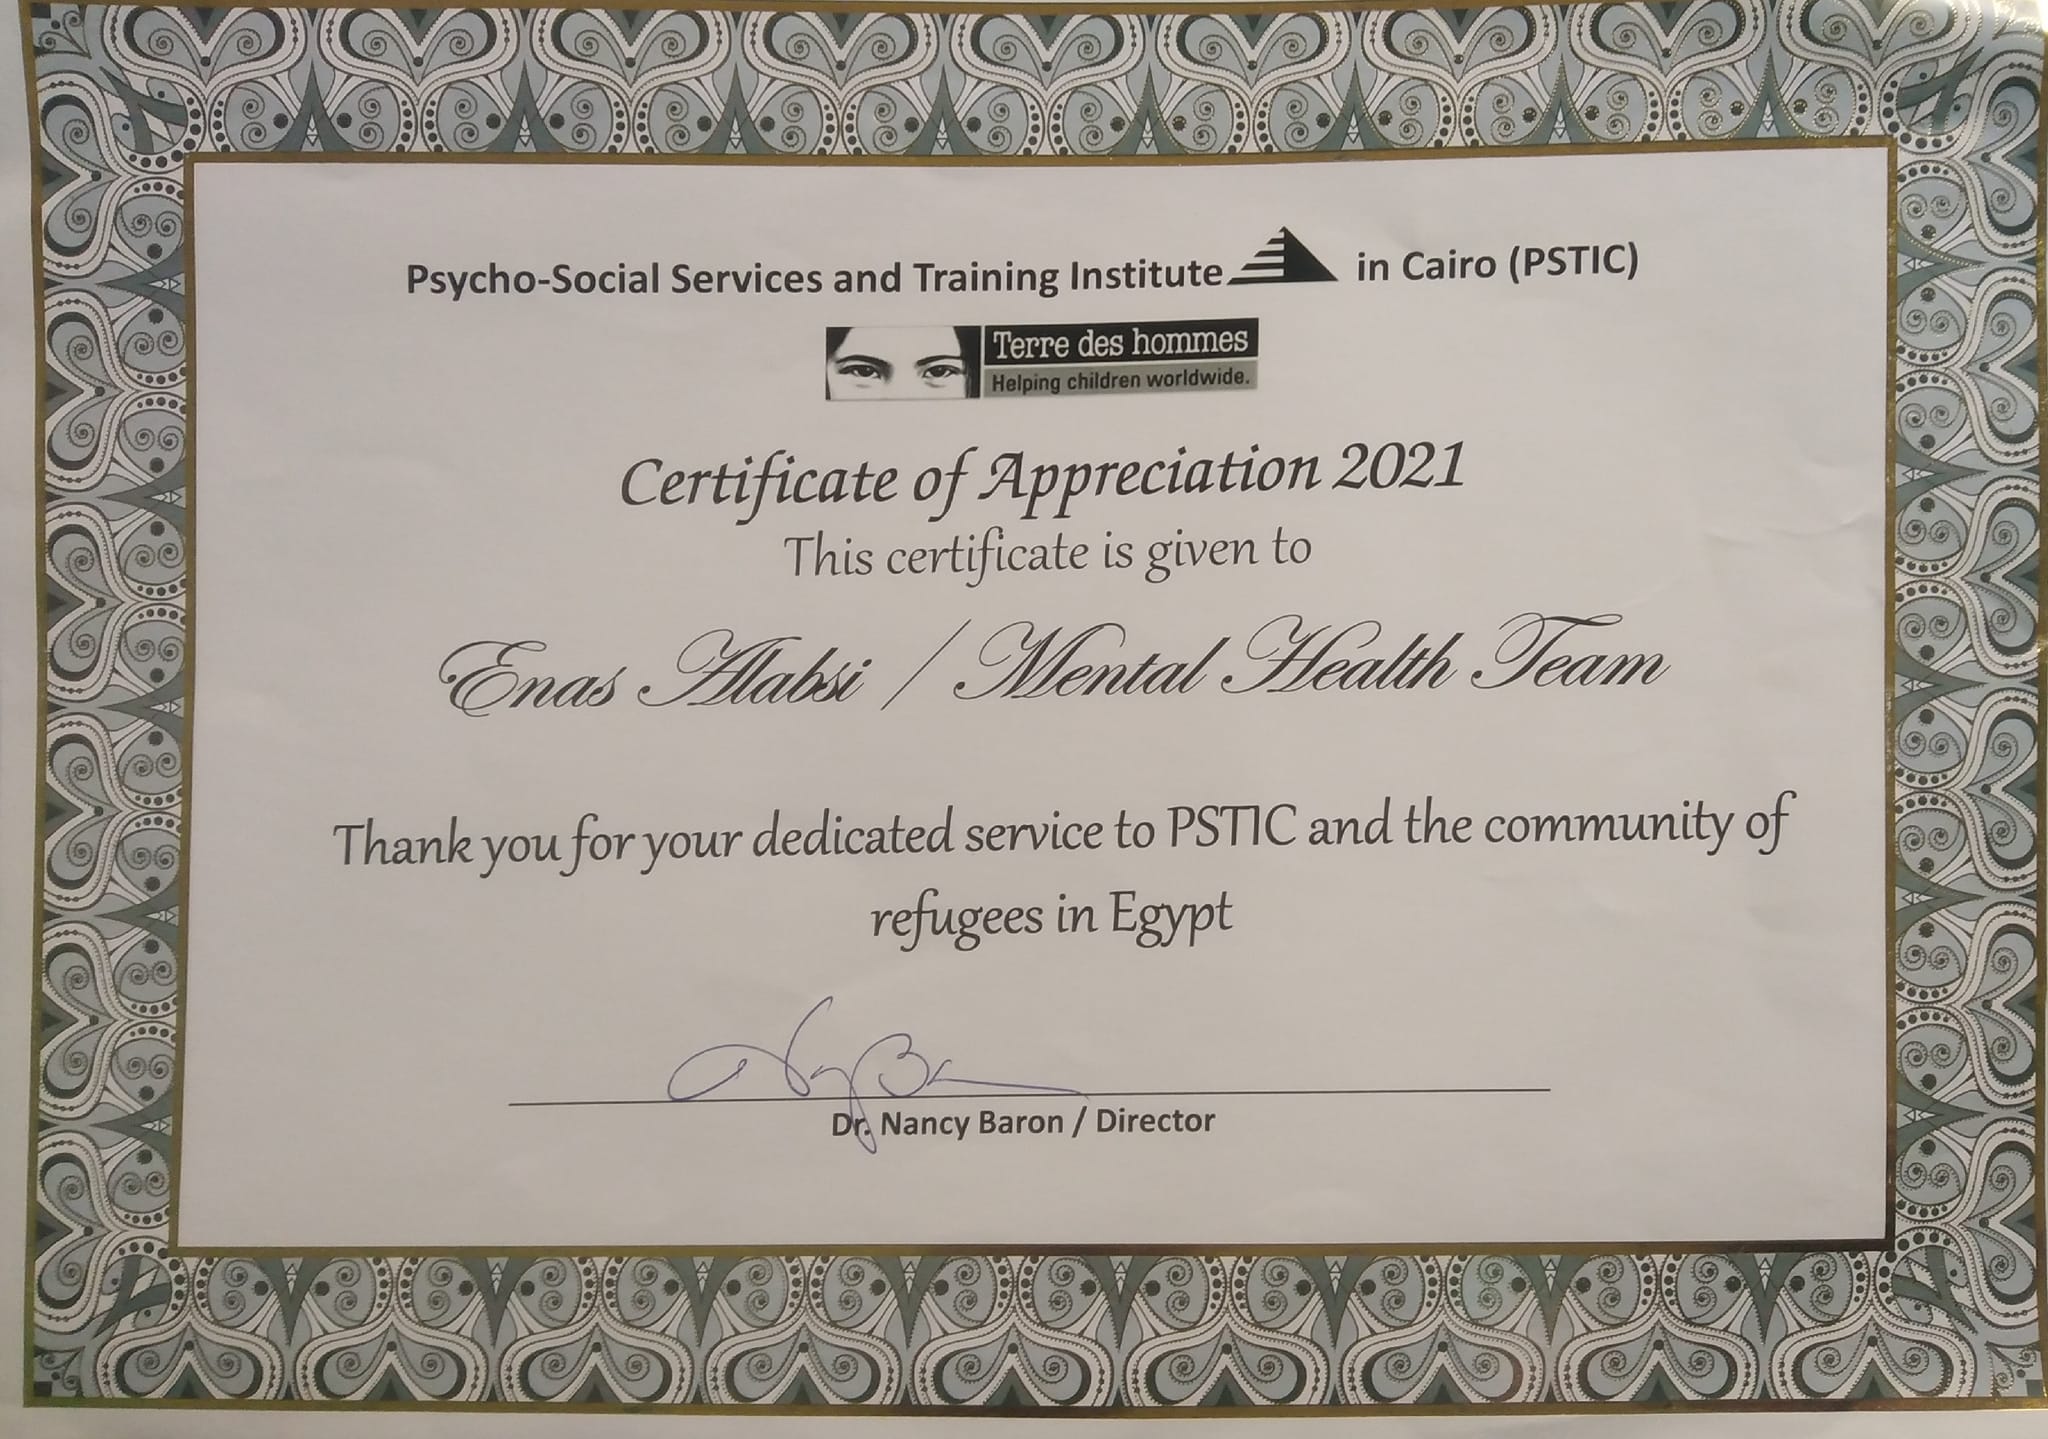 Psycho-Social Services and Training Institute in Cairo (PSTIC)
Terre des hommes
Helping children worldwide.
Certificate of Appreciation 2021
This certificate is given to
Enas Alabsi / Mental Health Team
Thank you for your dedicated service to PSTIC and the community of
refugees in Egypt
Dr. Nancy Baron / Director